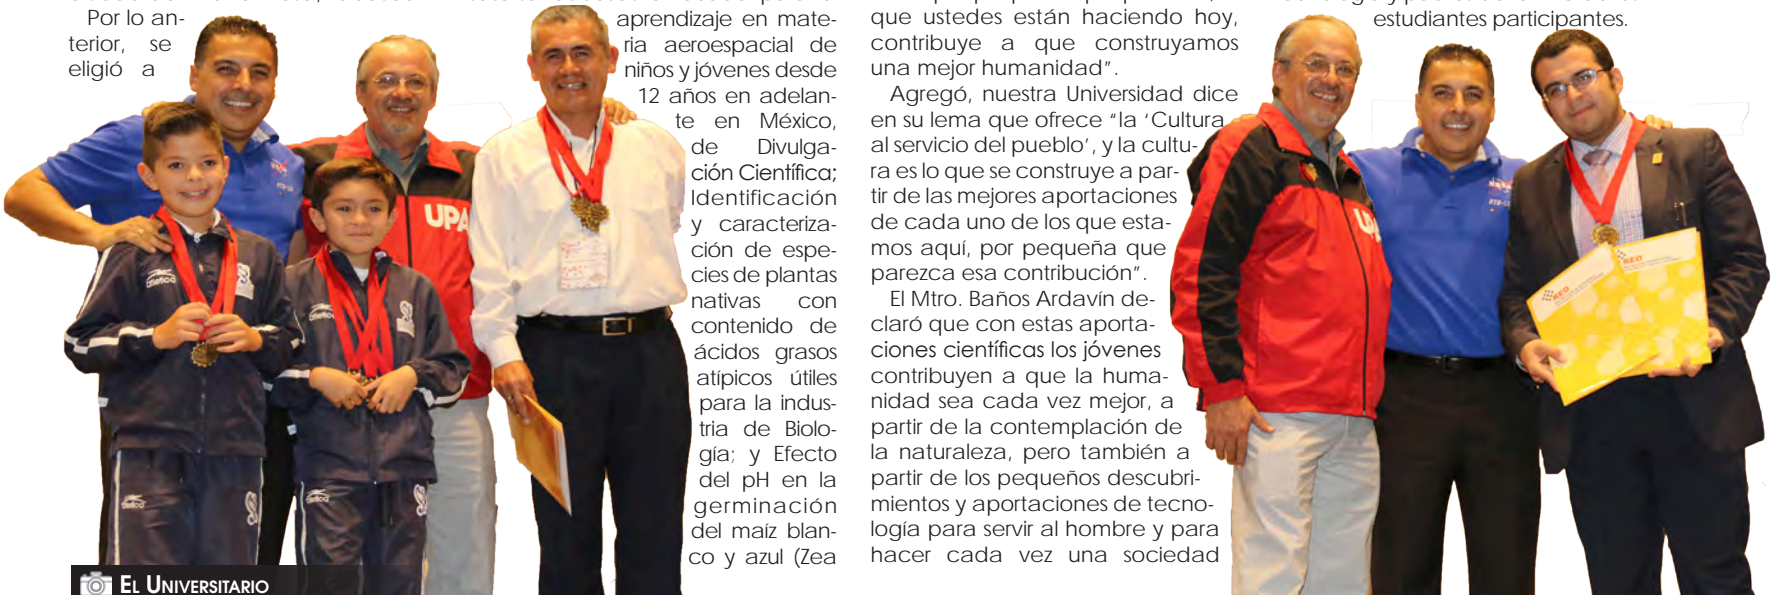 Por lo an-
terior, se
eligió a
aprendizaje en mate-
ria aeroespacial de
niños y jóvenes desde
12 años en adelan-
te en México,
de Divulga-
ción Científica;
Identificación
y caracteriza-
ción de espe-
cies de plantas
nativas con
contenido de
ácidos grasos
atípicos útiles
para la indus-
tria de Biolo-
gía; y Efecto
del pH en la
germinación
del maíz blan-
co y azul (Zea
que ustedes están haciendo hoy,
contribuye a que construyamos
una mejor humanidad”.
Agregó, nuestra Universidad dice
en su lema que ofrece “la ‘Cultura
al servicio del pueblo’, y la cultu-
ra es lo que se construye a par-
tir de las mejores aportaciones
de cada uno de los que esta-
mos aquí, por pequeña que
parezca esa contribución”.
El Mtro. Baños Ardavín de-
claró que con estas aporta-
ciones científicas los jóvenes
contribuyen a que la huma-
nidad sea cada vez mejor, a
partir de la contemplación de
la naturaleza, pero también a
partir de los pequeños descubri-
mientos y aportaciones de tecno-
logía para servir al hombre y para
hacer cada vez una sociedad
estudiantes participantes.
UPA
RED
RED
EL UNIVERSITARIO